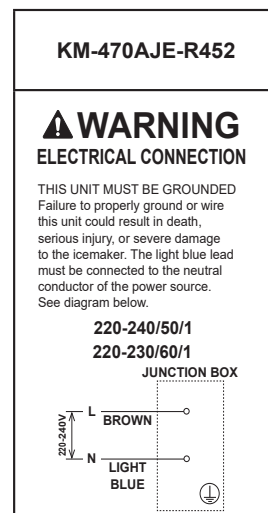 KM-470AJE-R452
WARNING
ELECTRICAL CONNECTION
THIS UNIT MUST BE GROUNDED
Failure to properly ground or wire
this unit could result in death,
serious injury, or severe damage
to the icemaker. The light blue lead
must be connected to the neutral
conductor of the power source.
See diagram below.
220-240/50/1
220-230/60/1
JUNCTION BOX
L
BROWN
220-240V
N
LIGHT
BLUE